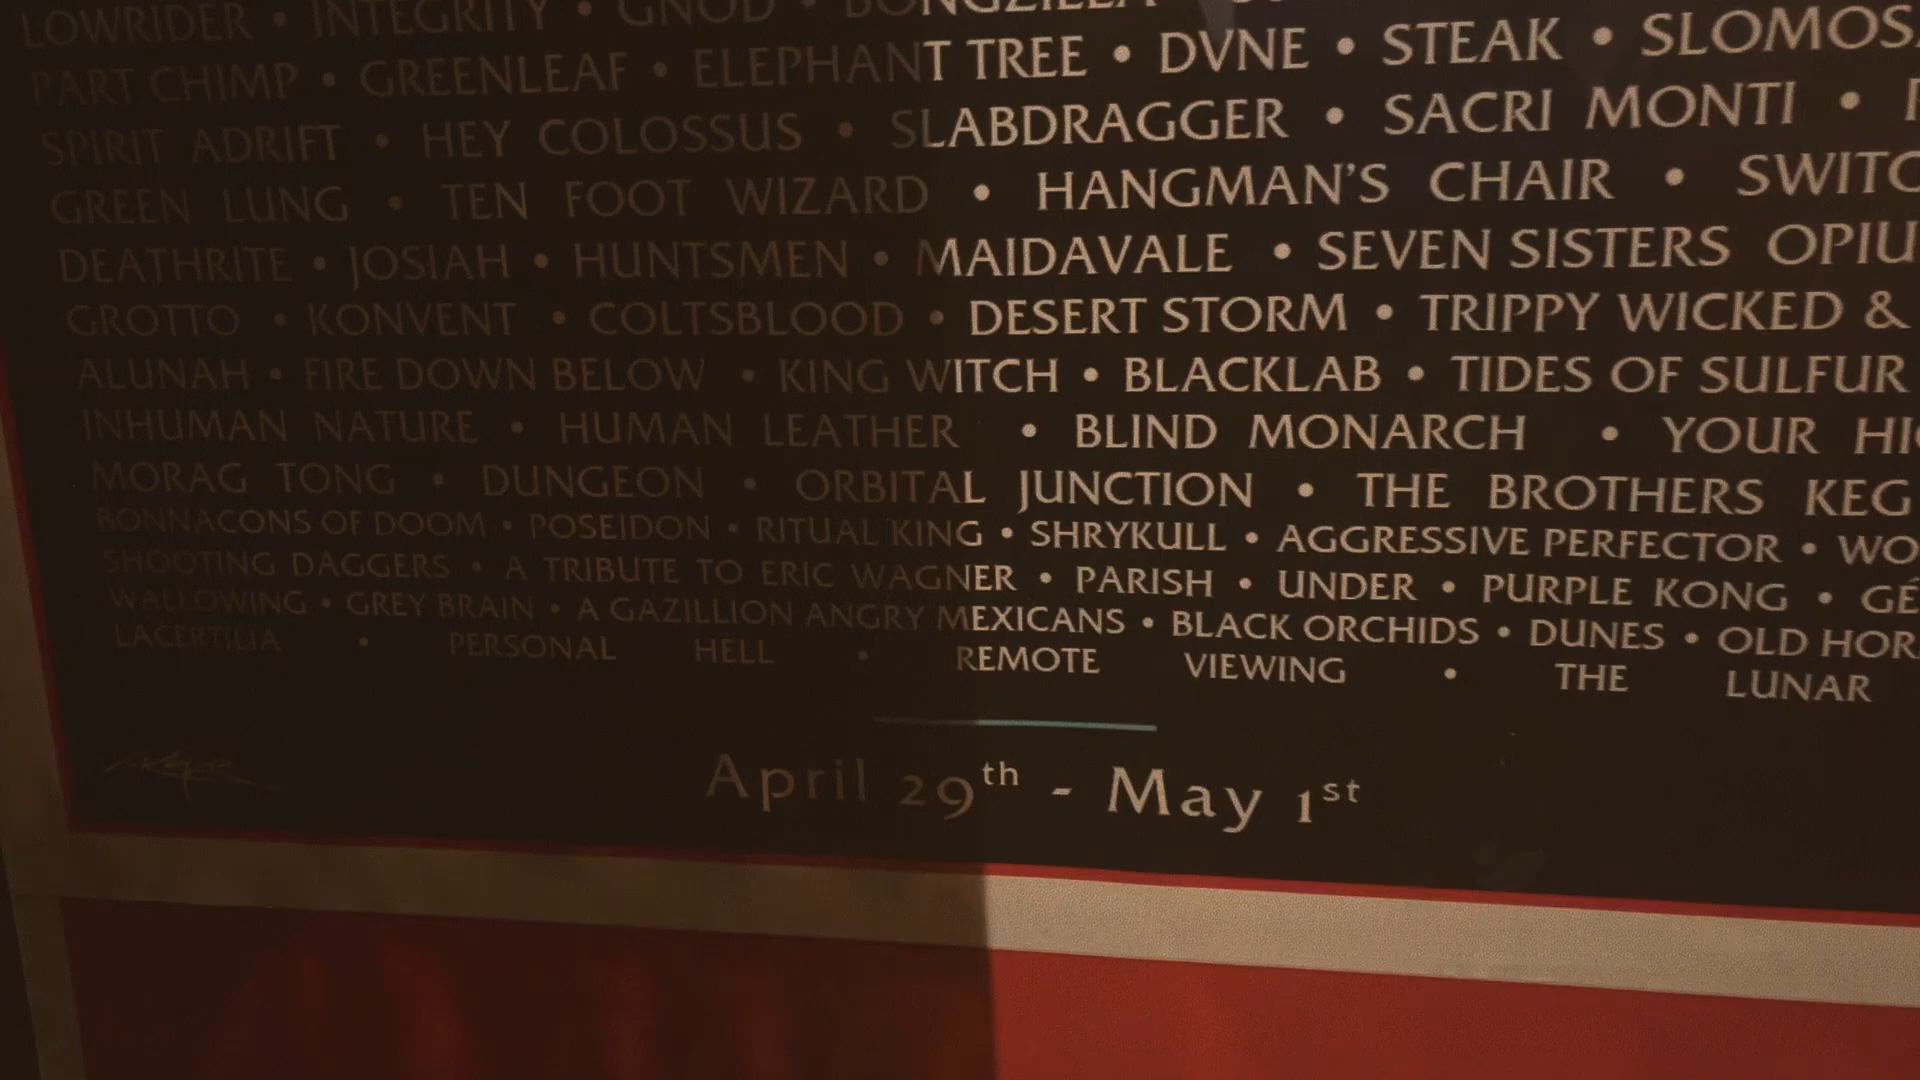 LOWRIDER • INTEGRITY • GNOD • BONGZILLA
PART CHIMP • GREENLEAF • ELEPHANT TREE • DVNE • STEAK • SLOMOSA
SPIRIT ADRIFT • HEY COLOSSUS • SLABDRAGGER • SACRI MONTI •
GREEN LUNG • TEN FOOT WIZARD • HANGMAN'S CHAIR • SWITC
DEATHRITE • JOSIAH • HUNTSMEN • MAIDAVALE • SEVEN SISTERS OPIU
GROTTO • KONVENT • COLTSBLOOD • DESERT STORM • TRIPPY WICKED &
ALUNAH • FIRE DOWN BELOW • KING WITCH • BLACKLAB • TIDES OF SULFUR
INHUMAN NATURE • HUMAN LEATHER • BLIND MONARCH • YOUR HI
MORAG TONG • DUNGEON • ORBITAL JUNCTION • THE BROTHERS KEG
BONNACONS OF DOOM • POSEIDON • RITUAL KING • SHRYKULL • AGGRESSIVE PERFECTOR • WO
SHOOTING DAGGERS • A TRIBUTE TO ERIC WAGNER • PARISH • UNDER • PURPLE KONG • GÉ
WALLOWING • GREY BRAIN • A GAZILLION ANGRY MEXICANS • BLACK ORCHIDS • DUNES • OLD HOR
LACERTILIA • PERSONAL HELL • REMOTE VIEWING • THE LUNAR
April 29th - May 1st